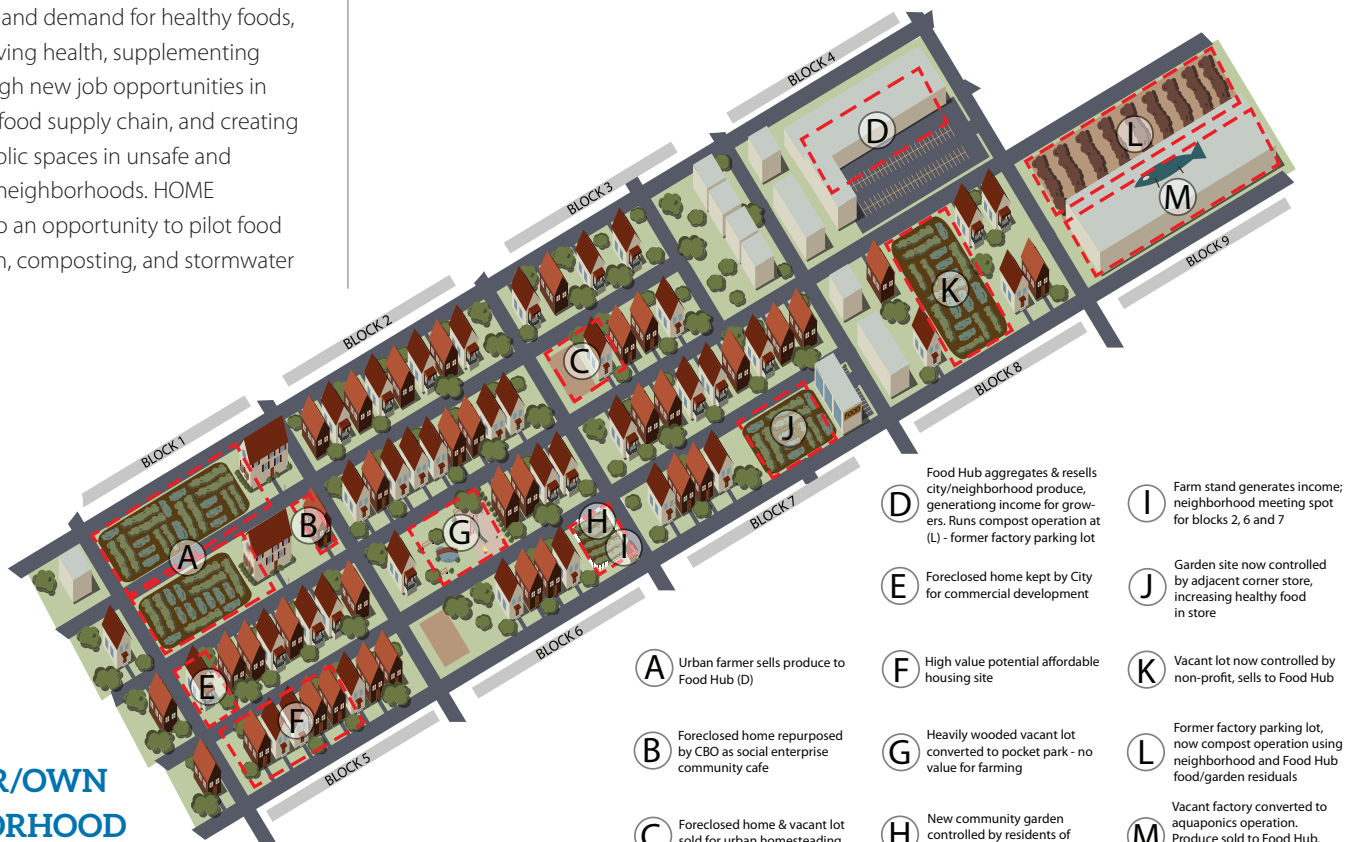 and demand for healthy foods,
ving health, supplementing
gh new job opportunities in
food supply chain, and creating
blic spaces in unsafe and
neighborhoods. HOME
o an opportunity to pilot food
n, composting, and stormwater
BLOCK 4
BLOCK 3
BLOCK 2
BLOCK 1
BLOCK 9
BLOCK 8
BLOCK 7
BLOCK 6
BLOCK 5
D
L
M
K
C
J
FOOD
A
B
G
H
I
E
F
A
Urban farmer sells produce to
Food Hub (D)
B
Foreclosed home repurposed
by CBO as social enterprise
community cafe
C
Foreclosed home & vacant lot
sold for urban homesteading
D
Food Hub aggregates & resells
city/neighborhood produce,
generationg income for grow-
ers. Runs compost operation at
(L) - former factory parking lot
E
Foreclosed home kept by City
for commercial development
F
High value potential affordable
housing site
G
Heavily wooded vacant lot
converted to pocket park - no
value for farming
H
New community garden
controlled by residents of
I
Farm stand generates income;
neighborhood meeting spot
for blocks 2, 6 and 7
J
Garden site now controlled
by adjacent corner store,
increasing healthy food
in store
K
Vacant lot now controlled by
non-profit, sells to Food Hub
L
Former factory parking lot,
now compost operation using
neighborhood and Food Hub
food/garden residuals
M
Vacant factory converted to
aquaponics operation.
Produce sold to Food Hub.
R/OWN
ORHOOD